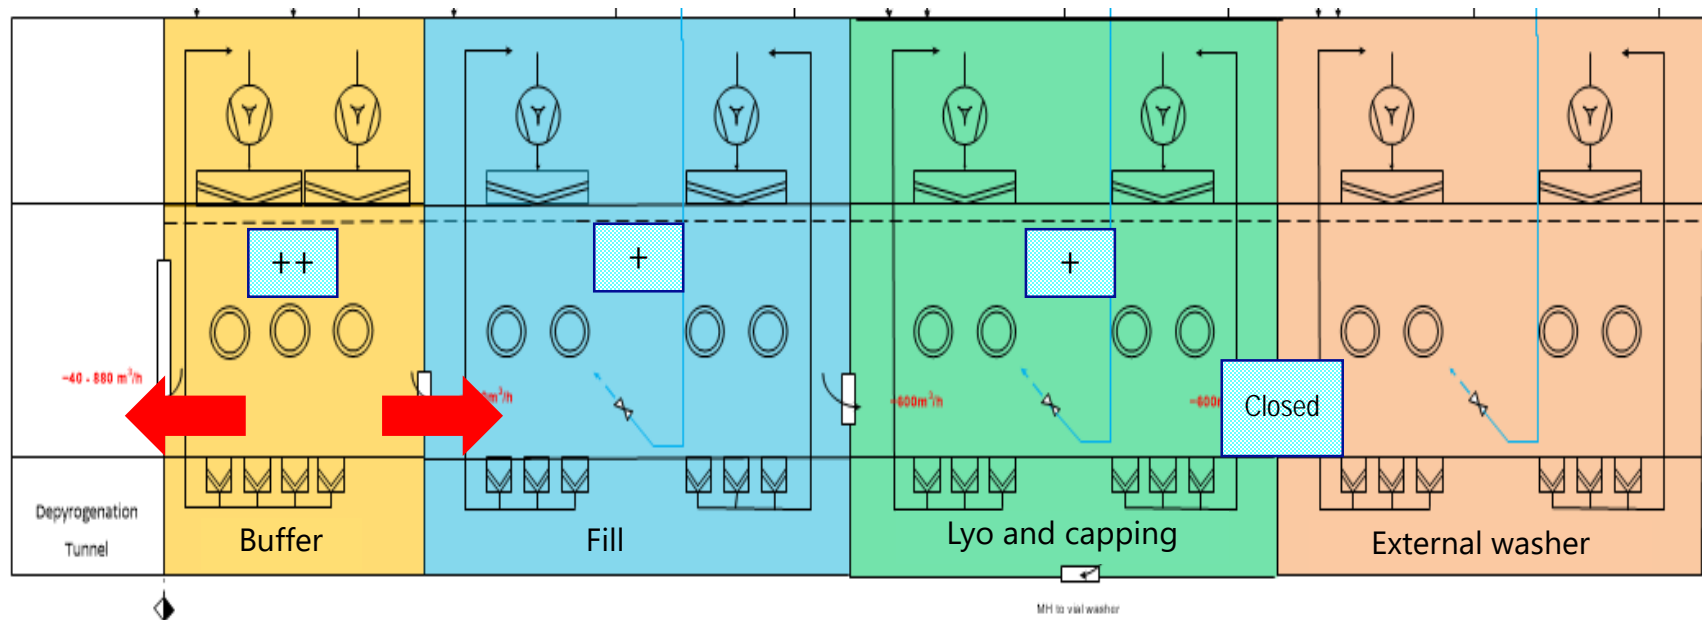 ++
+
+
~40 - 880 m³/h
m³/h
~600m³/h
~600
Closed
Depyrogenation
Tunnel
Buffer
Fill
Lyo and capping
External washer
MH to vial washer